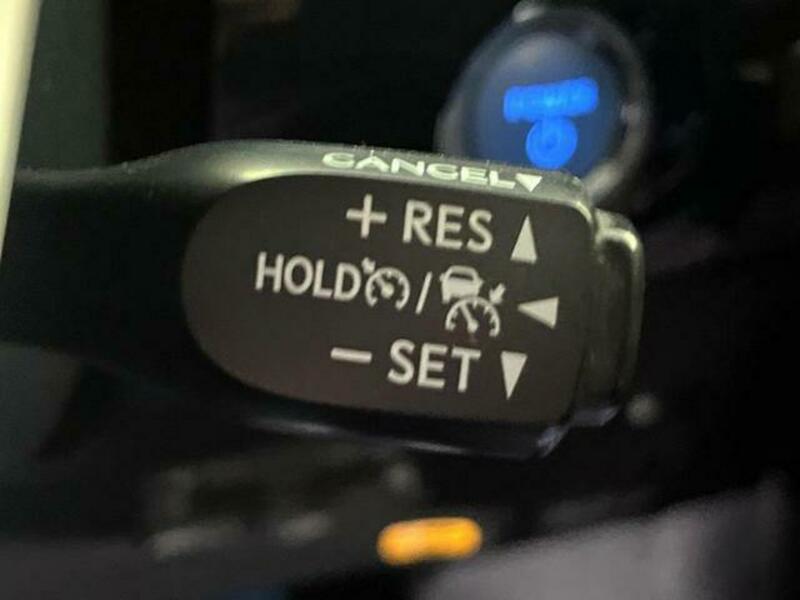 CANCEL▼
+ RES ▲
HOLD / ◀
− SET ▼